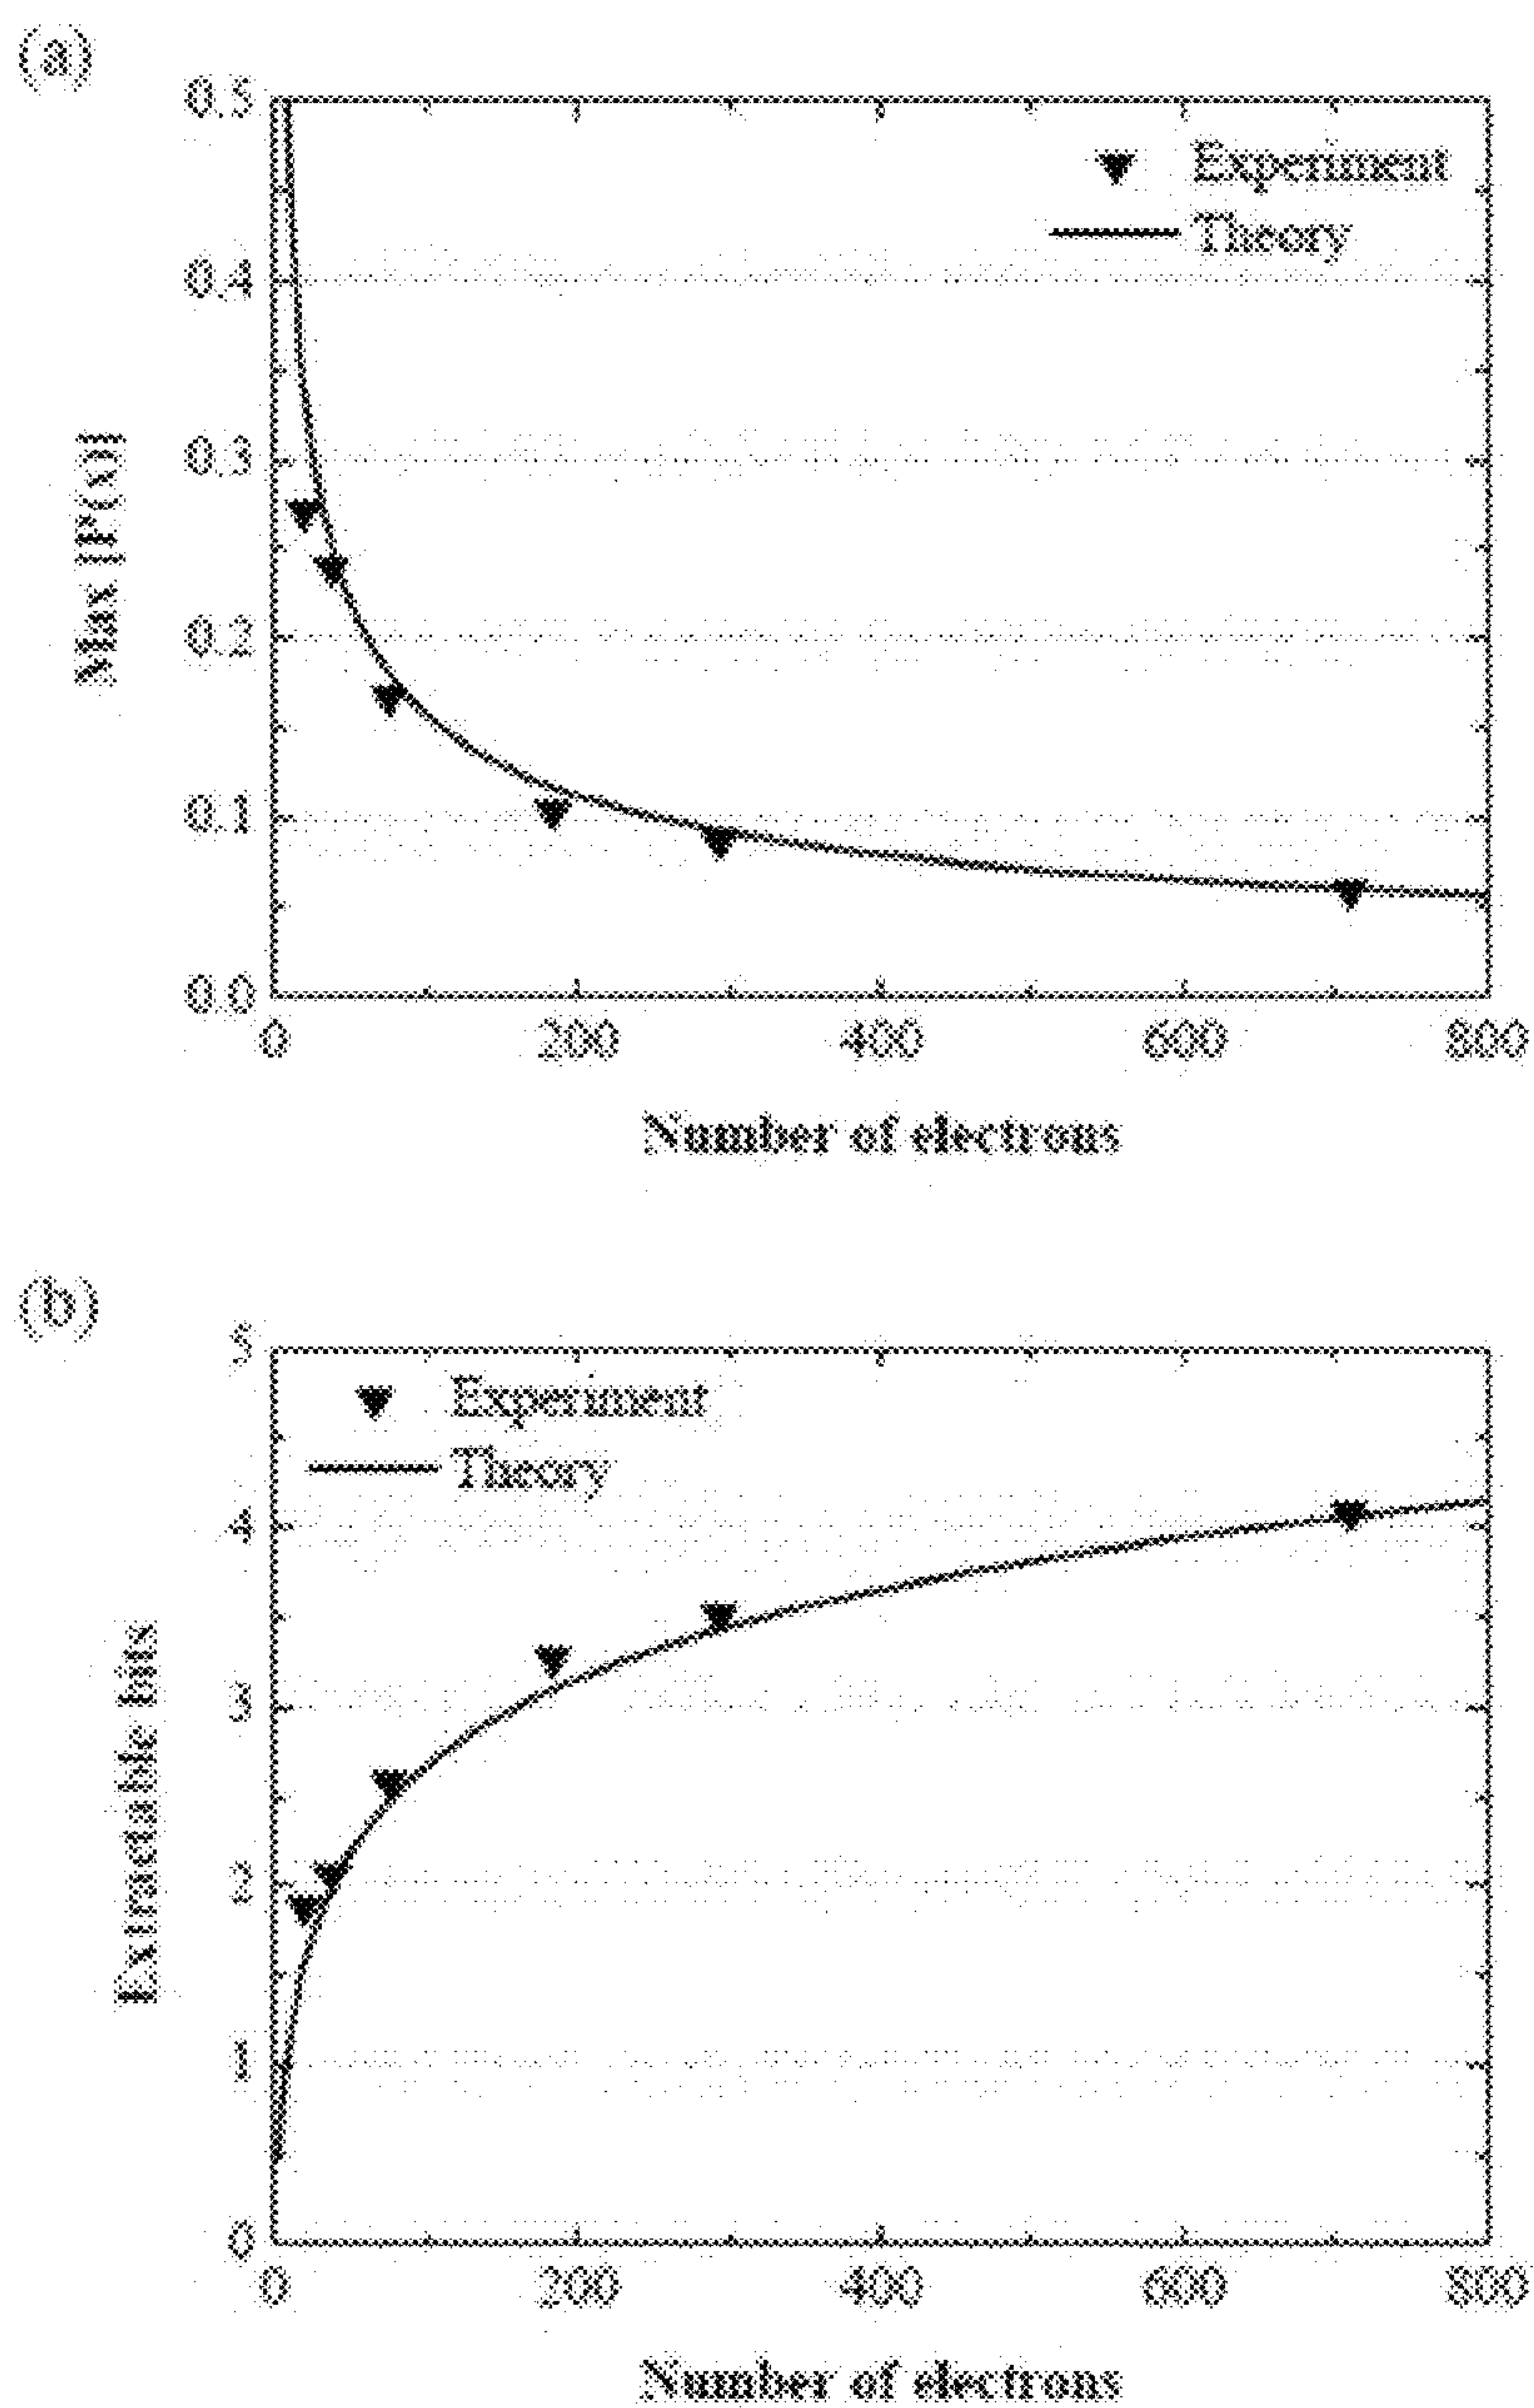 (a)
0.5
Experiment
Theory
0.4
0.3
0.2
0.1
0.0
Max [P(x)]
0 200 400 600 800
Number of electrons
(b)
5
Experiment
Theory
4
3
2
1
0
Extractable bits
0 200 400 600 800
Number of electrons